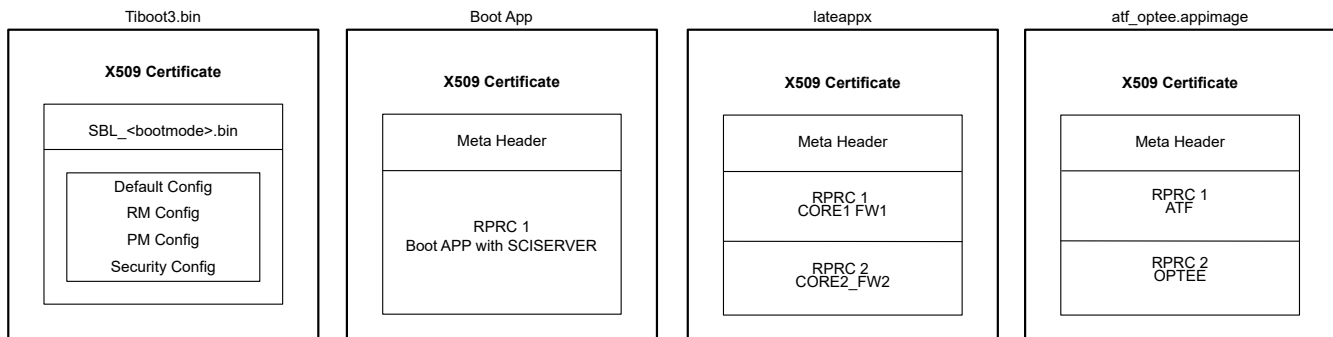 Tiboot3.bin
X509 Certificate
SBL_<bootmode>.bin
Default Config
RM Config
PM Config
Security Config
Boot App
X509 Certificate
Meta Header
RPRC 1
Boot APP with SCISERVER
lateappx
X509 Certificate
Meta Header
RPRC 1
CORE1 FW1
RPRC 2
CORE2_FW2
atf_optee.appimage
X509 Certificate
Meta Header
RPRC 1
ATF
RPRC 2
OPTEE